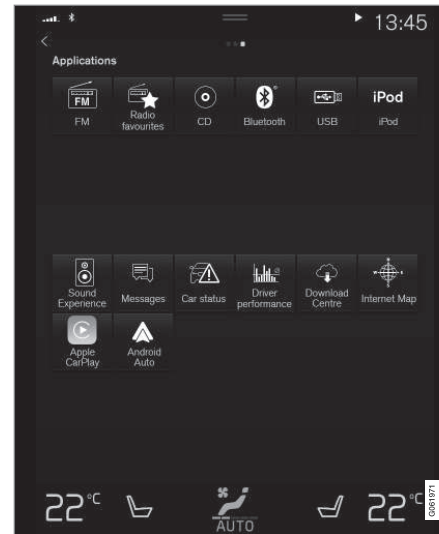 13:45
Applications
FM
FM
Radio
favourites
CD
Bluetooth
USB
iPod
iPod
Sound
Experience
Messages
Car status
Driver
performance
Download
Centre
Internet Map
Apple
CarPlay
Android
Auto
22°C
AUTO
22°C
G061971